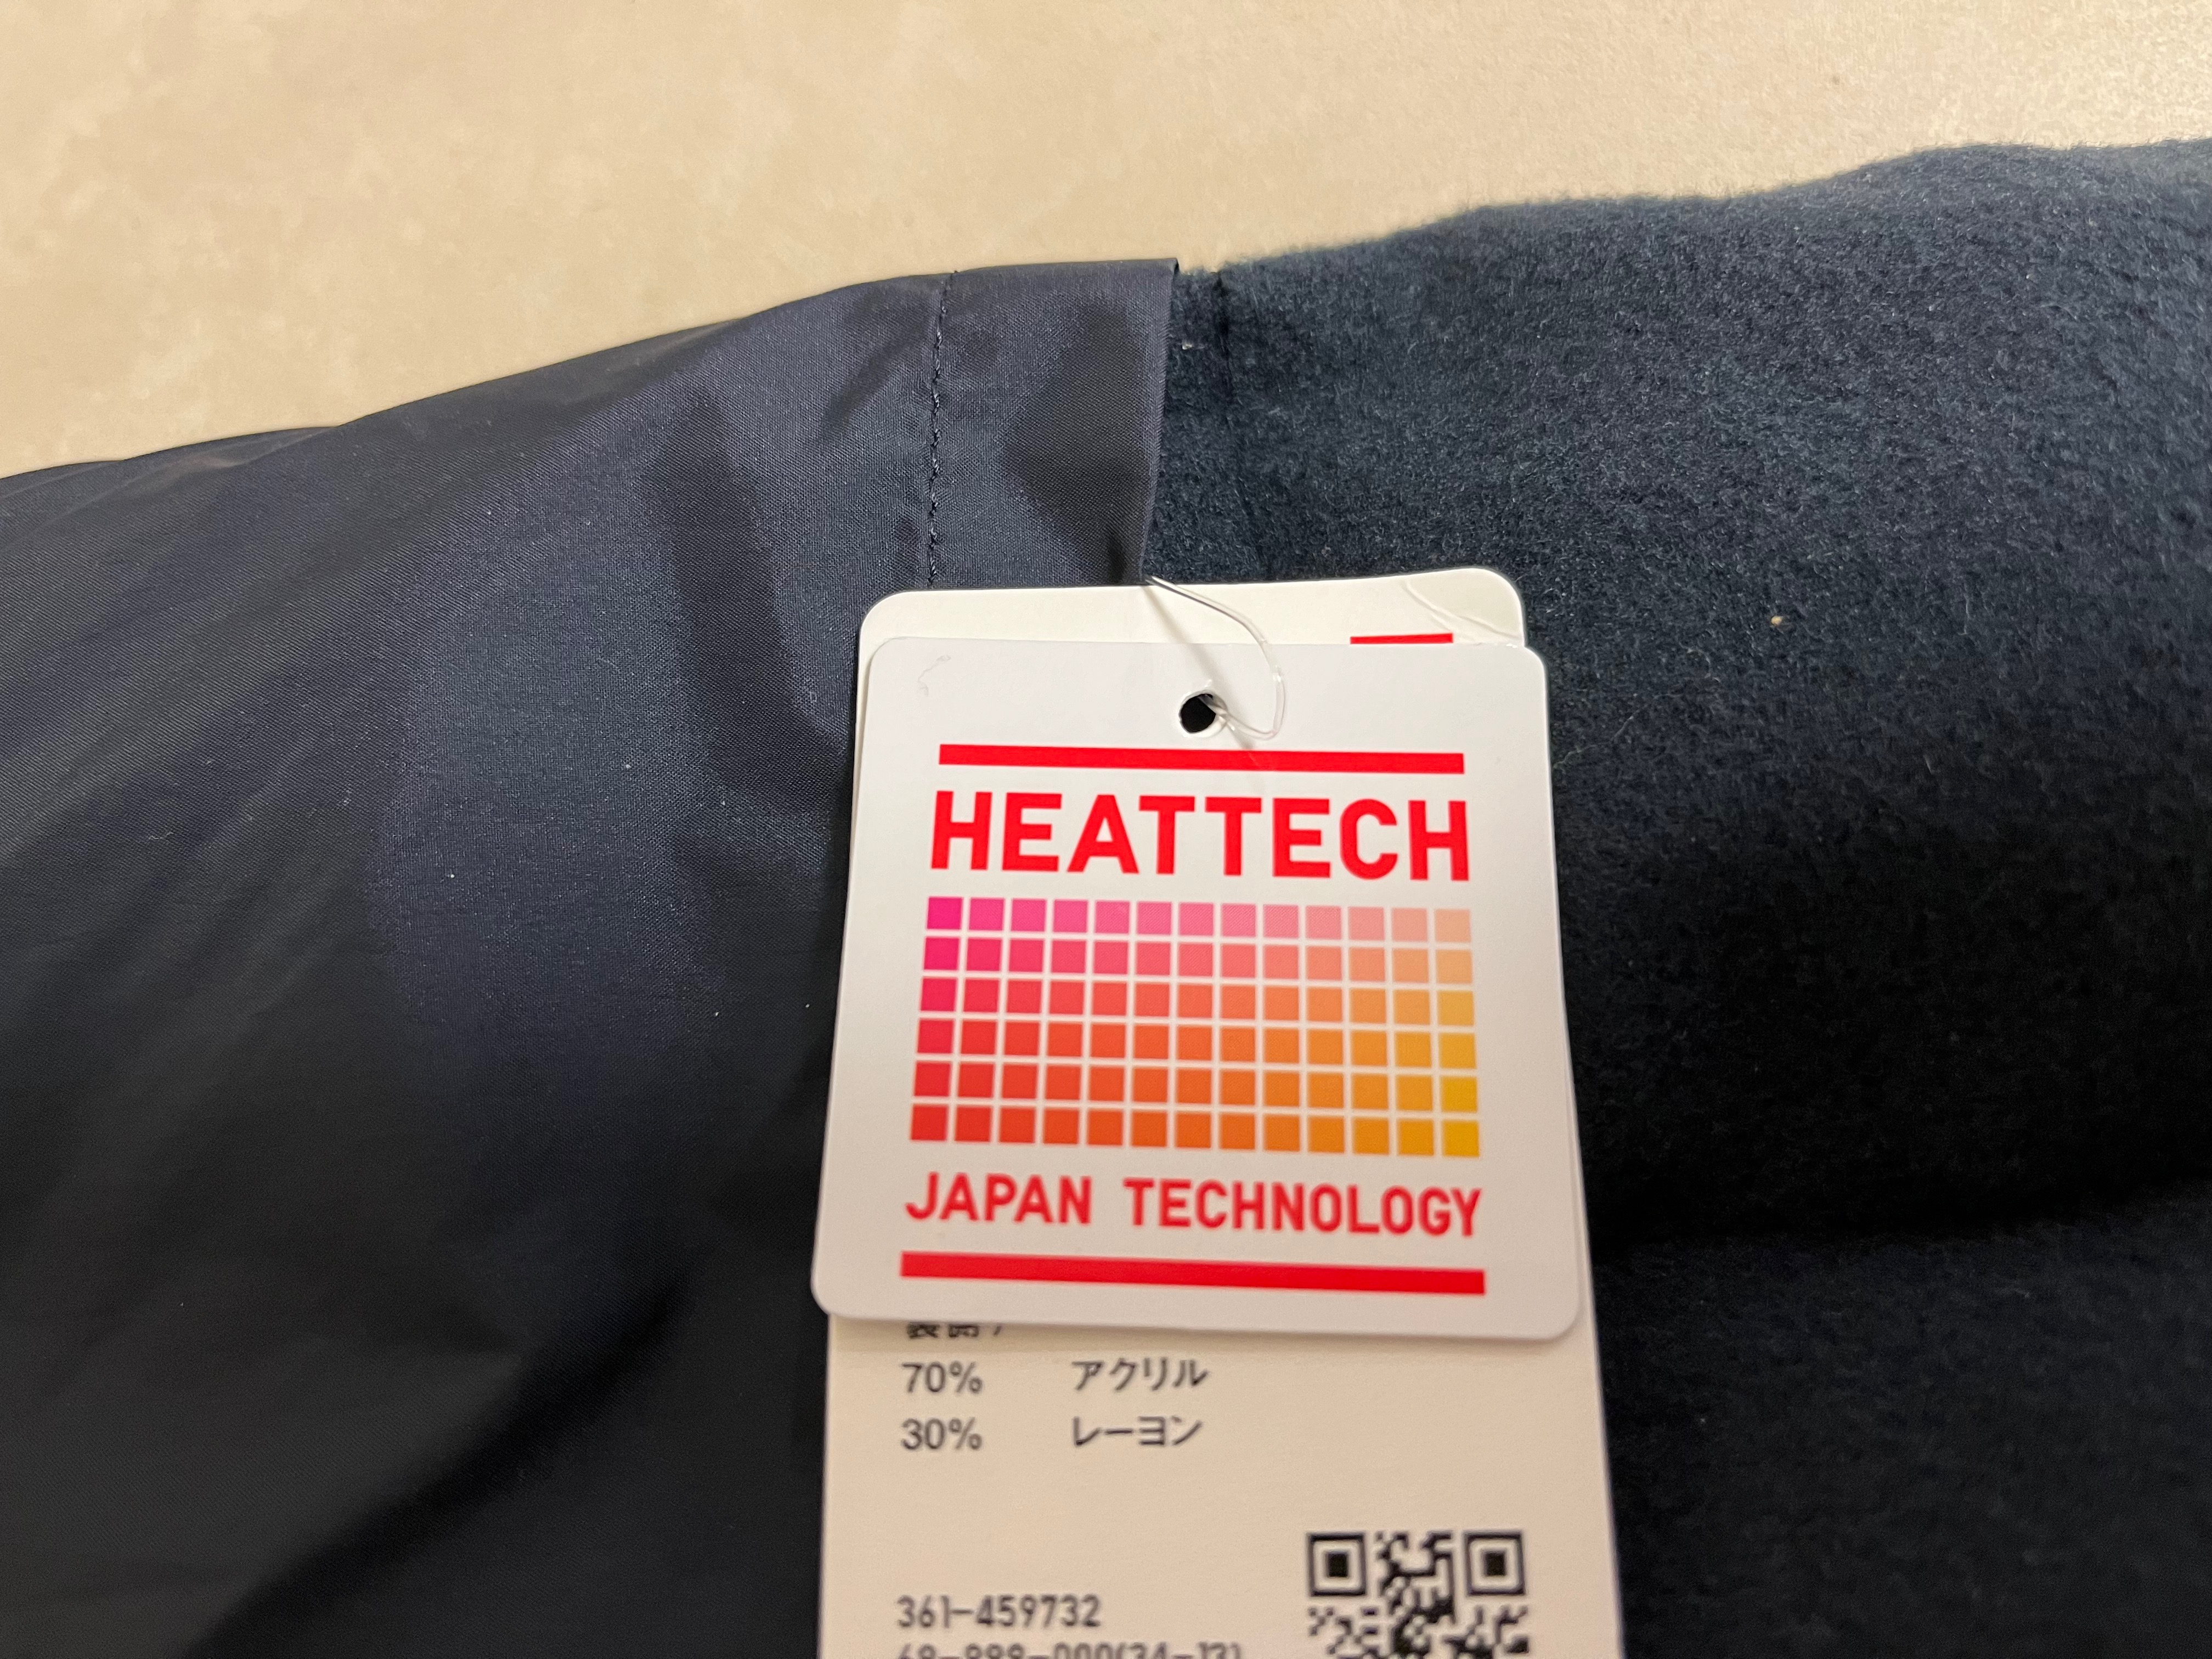 HEATTECH
JAPAN TECHNOLOGY
70% アクリル
30% レーヨン
361-459732